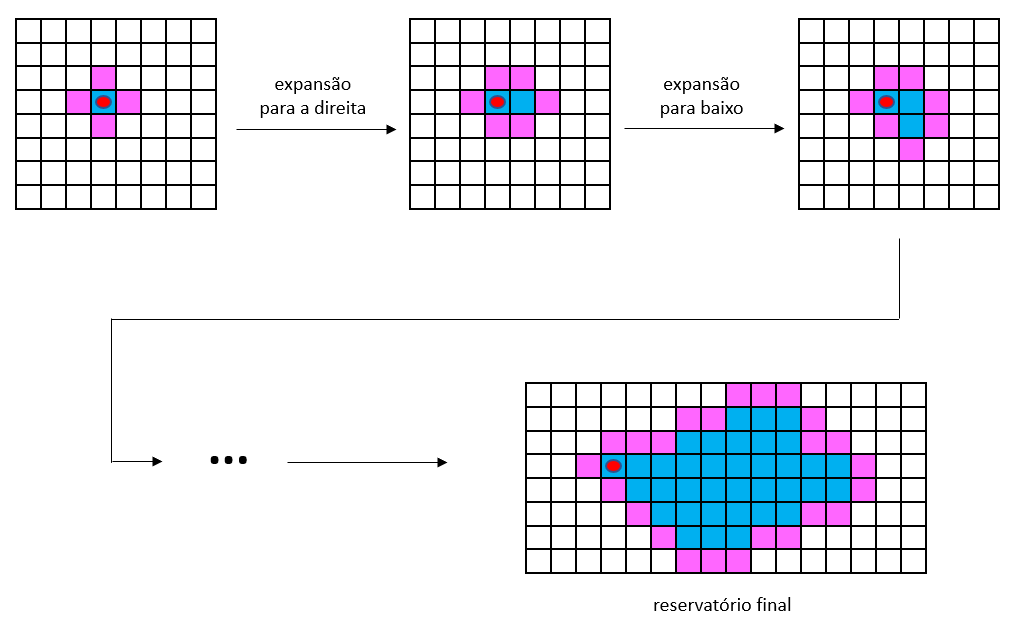 expansão
para a direita
expansão
para baixo
...
reservatório final